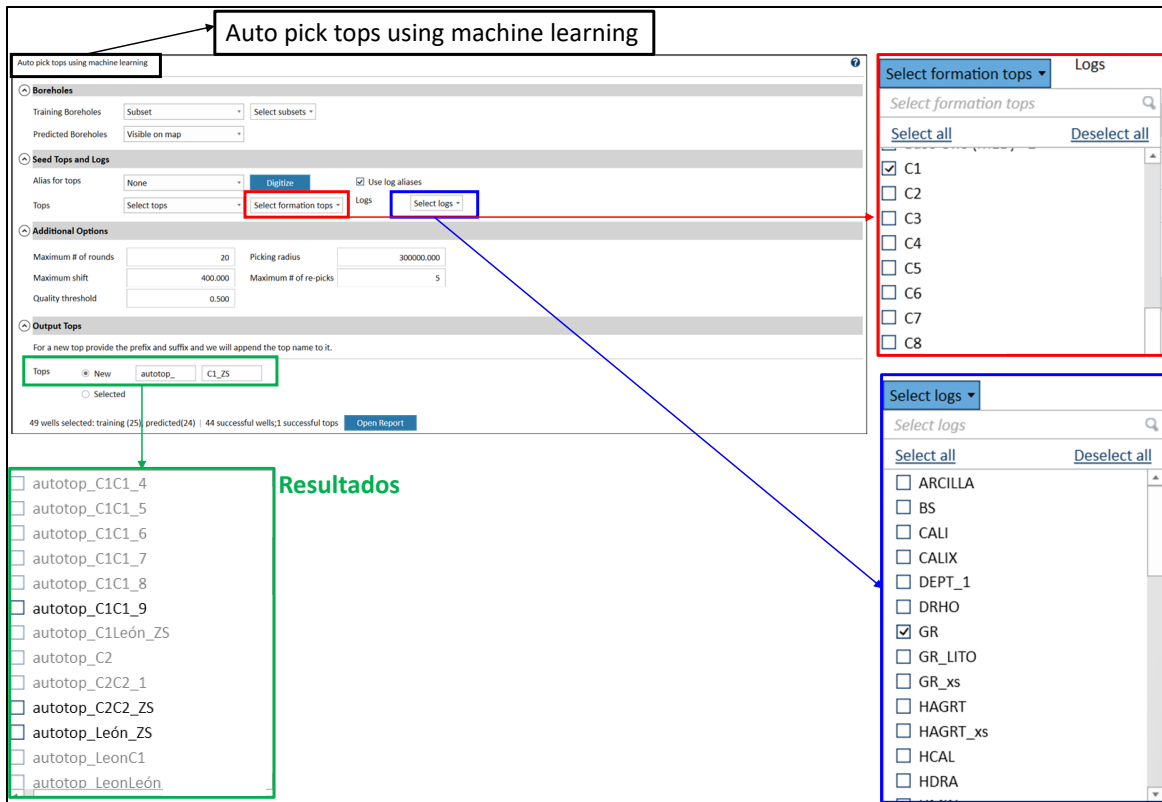 Auto pick tops using machine learning
Auto pick tops using machine learning
Boreholes
Training Boreholes Subset Select subsets
Predicted Boreholes Visible on map
Seed Tops and Logs
Alias for tops None Digitize Use log aliases
Tops Select tops Select formation tops Logs Select logs
Additional Options
Maximum # of rounds 20 Picking radius 300000.000
Maximum shift 400.000 Maximum # of re-picks 5
Quality threshold 0.500
Output Tops
For a new top provide the prefix and suffix and we will append the top name to it.
Tops New autotop_ C1_ZS
Selected
49 wells selected: training (25), predicted(24) | 44 successful wells;1 successful tops Open Report
Select formation tops Logs
Select formation tops
Select all Deselect all
C1
C2
C3
C4
C5
C6
C7
C8
Select logs
Select logs
Select all Deselect all
ARCILLA
BS
CALI
CALIX
DEPT_1
DRHO
GR
GR_LITO
GR_xs
HAGRT
HAGRT_xs
HCAL
HDRA
Resultados
autotop_C1C1_4
autotop_C1C1_5
autotop_C1C1_6
autotop_C1C1_7
autotop_C1C1_8
autotop_C1C1_9
autotop_C1León_ZS
autotop_C2
autotop_C2C2_1
autotop_C2C2_ZS
autotop_León_ZS
autotop_LeonC1
autotop_LeonLeón